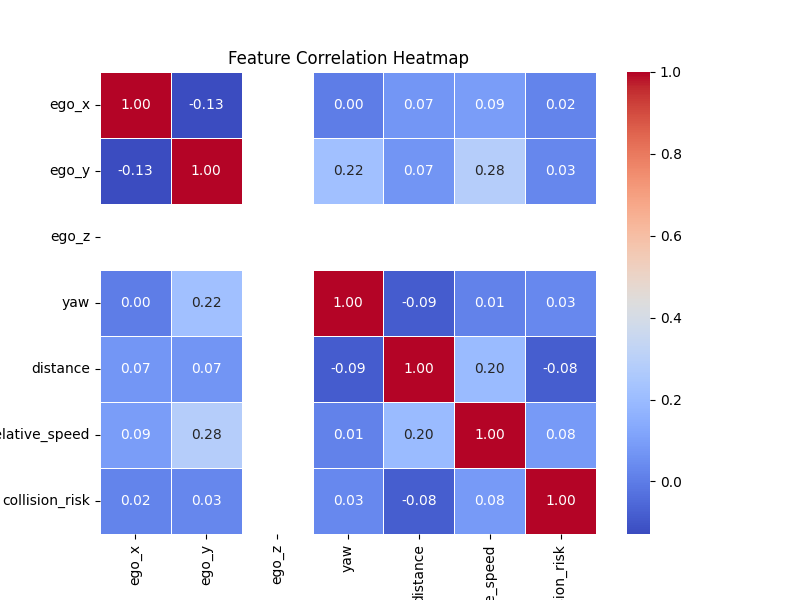 Feature Correlation Heatmap
ego_x 1.00 -0.13 0.00 0.07 0.09 0.02
ego_y -0.13 1.00 0.22 0.07 0.28 0.03
ego_z
yaw 0.00 0.22 1.00 -0.09 0.01 0.03
distance 0.07 0.07 -0.09 1.00 0.20 -0.08
elative_speed 0.09 0.28 0.01 0.20 1.00 0.08
collision_risk 0.02 0.03 0.03 -0.08 0.08 1.00
ego_x ego_y ego_z yaw distance e_speed ion_risk
1.0
0.8
0.6
0.4
0.2
0.0